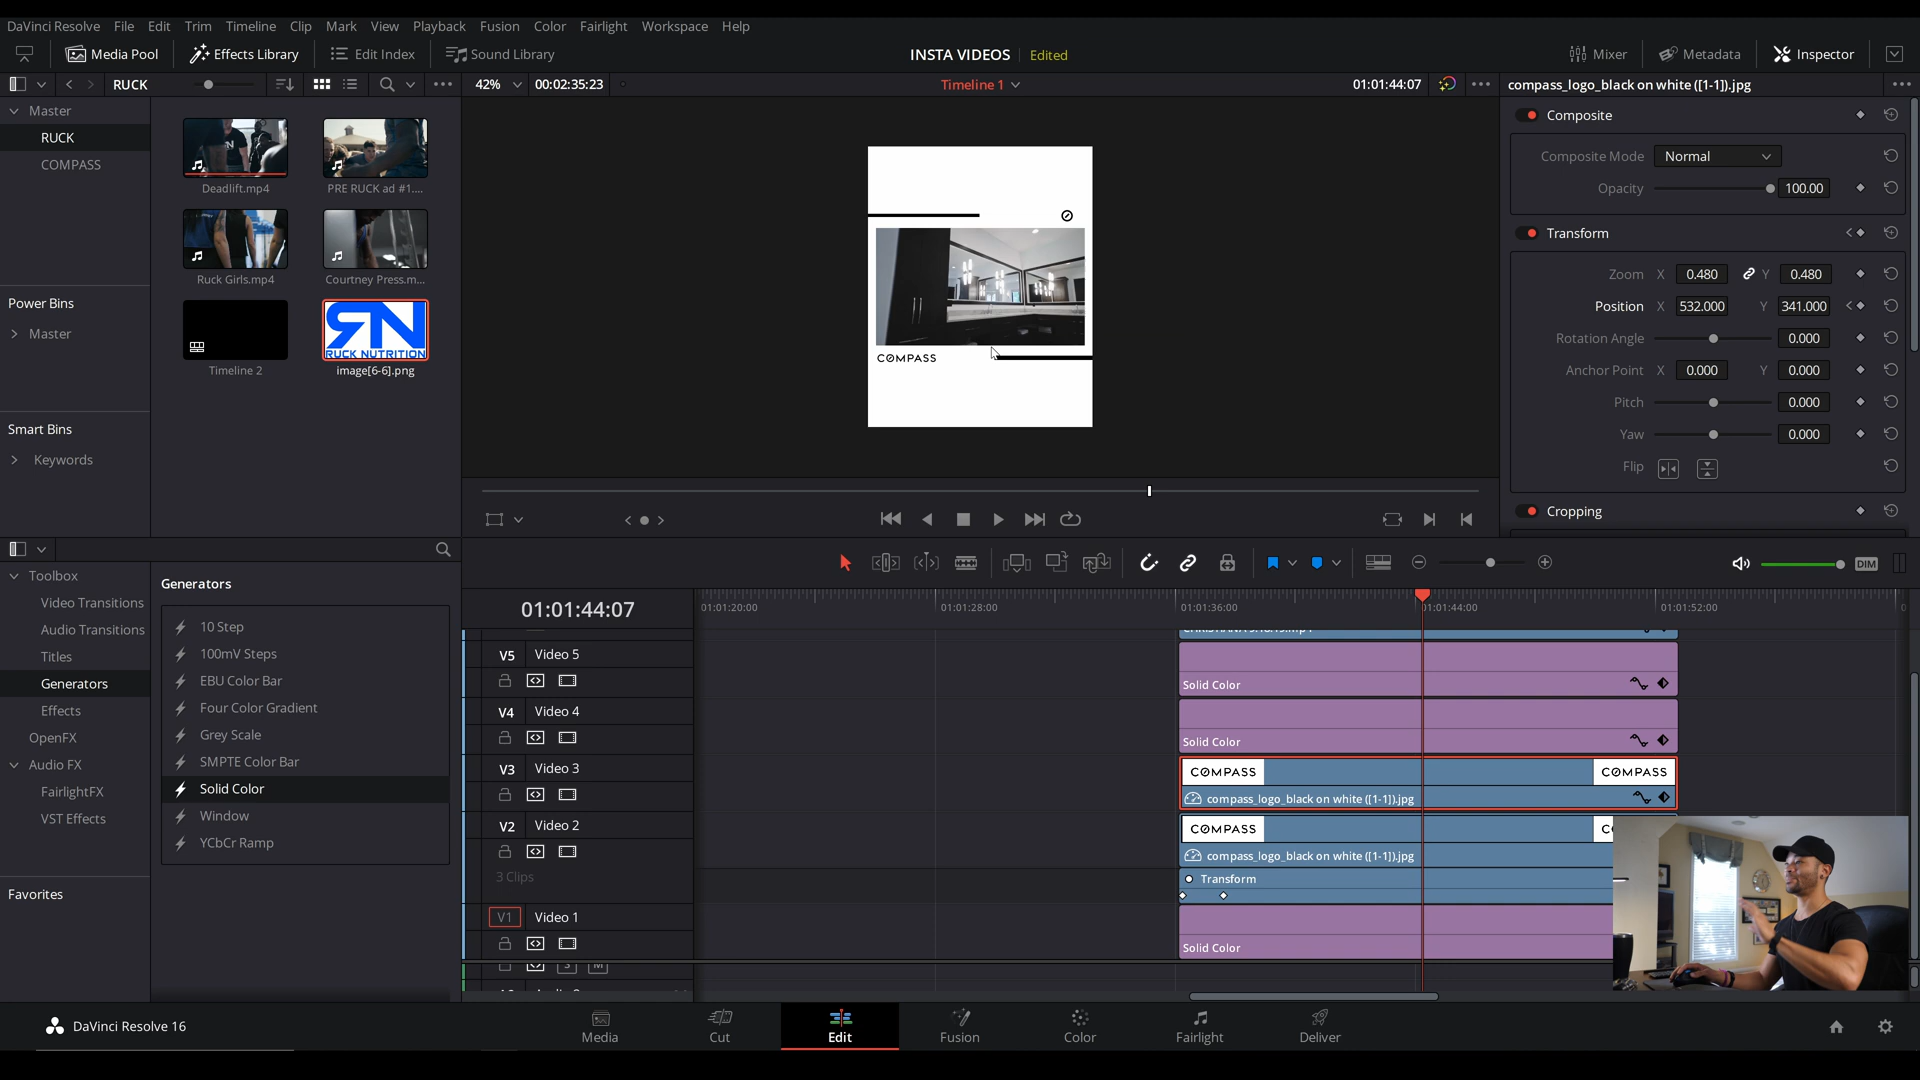 DaVinci Resolve File Edit Trim Timeline Clip Mark View Playback Fusion Color Fairlight Workspace Help
Media Pool Effects Library Edit Index Sound Library INSTA VIDEOS Edited Mixer Metadata Inspector
RUCK 42% 00:02:35:23 Timeline 1 01:01:44:07 compass_logo_black on white ([1-1]).jpg
Master
RUCK
COMPASS
Power Bins
Master
Smart Bins
Keywords
Deadlift.mp4 PRE RUCK ad #1....
Ruck Girls.mp4 Courtney Press.m...
RN
RUCK NUTRITION
Timeline 2 image[6-6].png
COMPASS
Composite
Composite Mode Normal
Opacity 100.00
Transform
Zoom X 0.480 Y 0.480
Position X 532.000 Y 341.000
Rotation Angle 0.000
Anchor Point X 0.000 Y 0.000
Pitch 0.000
Yaw 0.000
Flip
Cropping
Toolbox
Video Transitions
Audio Transitions
Titles
Generators
Effects
OpenFX
Audio FX
FairlightFX
VST Effects
Favorites
Generators
10 Step
100mV Steps
EBU Color Bar
Four Color Gradient
Grey Scale
SMPTE Color Bar
Solid Color
Window
YCbCr Ramp
DIM
01:01:44:07 01:01:20:00 01:01:28:00 01:01:36:00 01:01:44:00 01:01:52:00
V5 Video 5
Solid Color
V4 Video 4
Solid Color
V3 Video 3 COMPASS COMPASS
compass_logo_black on white ([1-1]).jpg
V2 Video 2 COMPASS
compass_logo_black on white ([1-1]).jpg
3 Clips Transform
V1 Video 1
Solid Color
S M
DaVinci Resolve 16 Media Cut Edit Fusion Color Fairlight Deliver